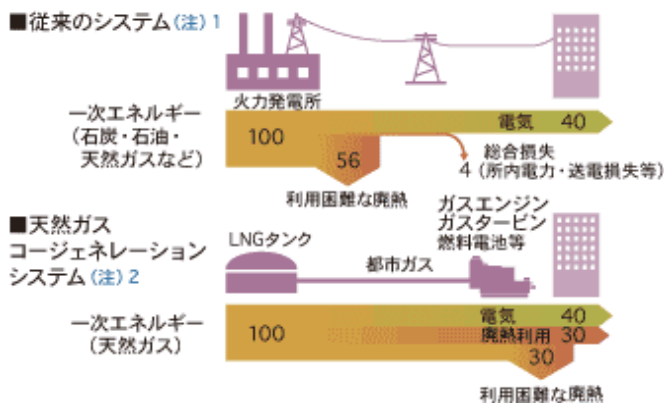 ■従来のシステム(注)1
火力発電所
一次エネルギー
(石炭・石油・
天然ガスなど)
100
電気 40
56
総合損失
4(所内電力・送電損失等)
利用困難な廃熱
■天然ガス
コージェネレーション
システム(注)2
LNGタンク
都市ガス
ガスエンジン
ガスタービン
燃料電池等
一次エネルギー
(天然ガス)
100
電気 40
廃熱利用 30
30
利用困難な廃熱